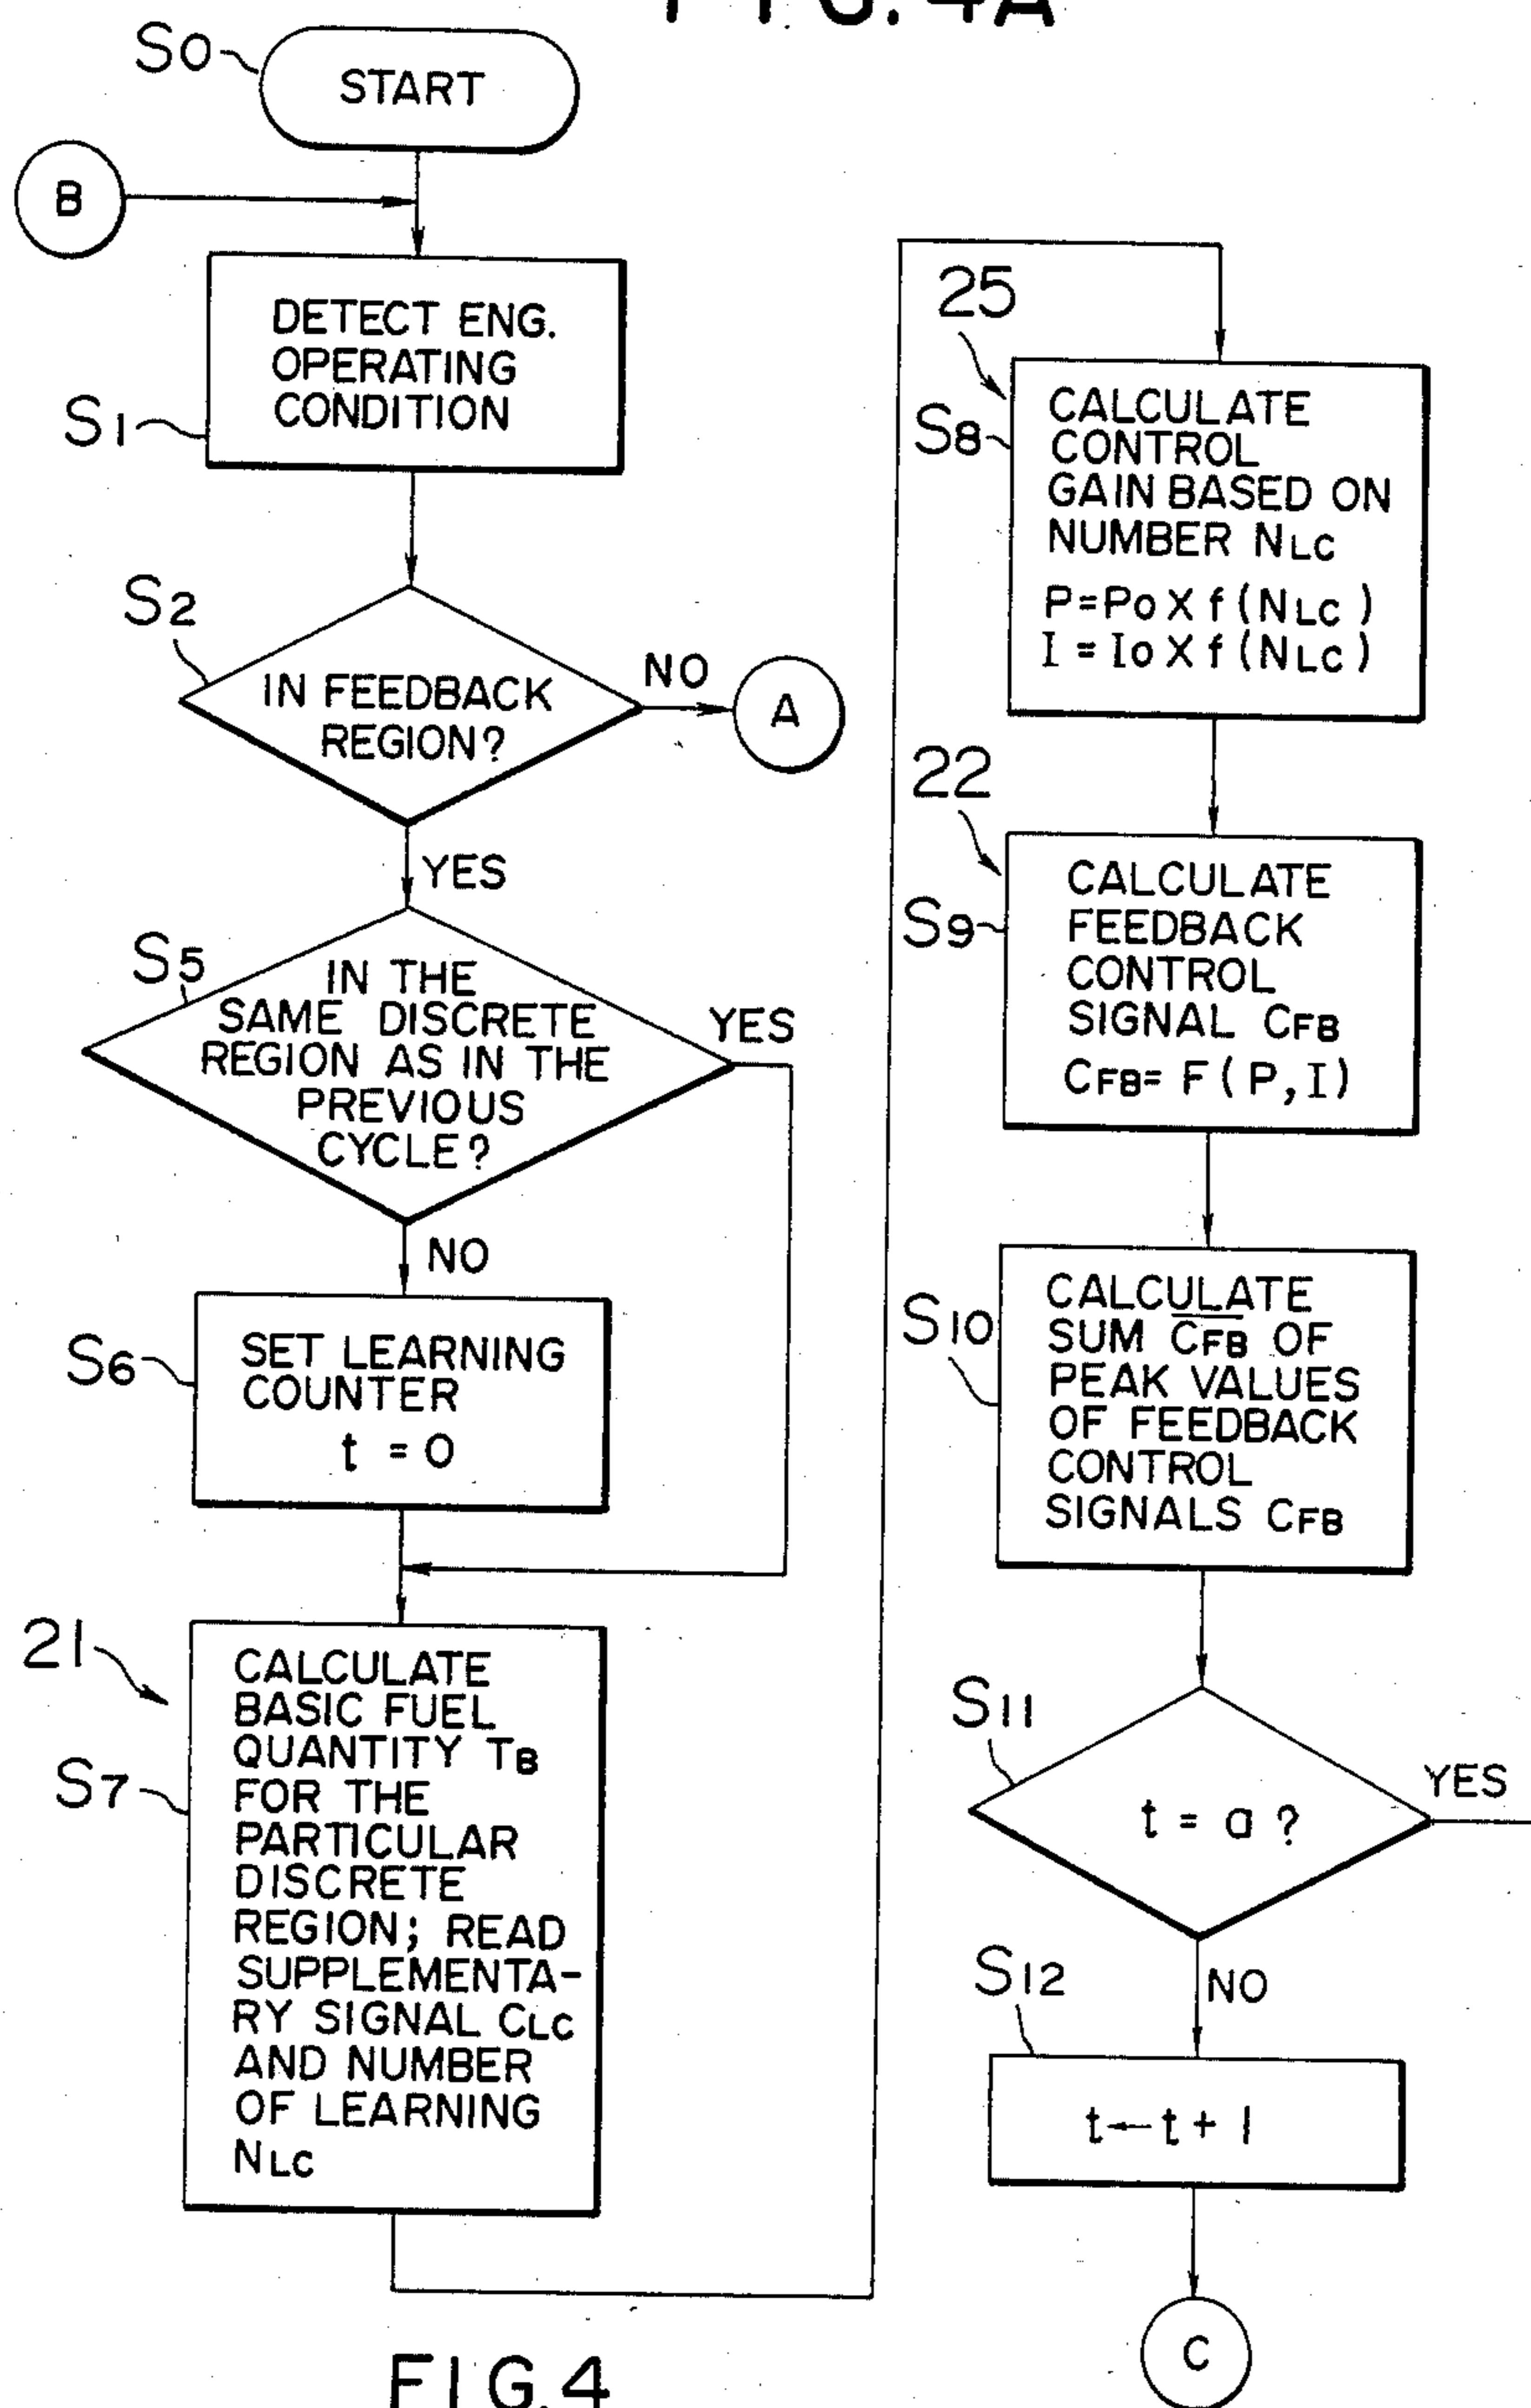 FIG. 4A
S0
START
B
S1
DETECT ENG.
OPERATING
CONDITION
S2
IN FEEDBACK
REGION?
NO
A
YES
S5
IN THE
SAME DISCRETE
REGION AS IN THE
PREVIOUS
CYCLE?
YES
NO
S6
SET LEARNING
COUNTER
t = 0
21
S7
CALCULATE
BASIC FUEL
QUANTITY TB
FOR THE
PARTICULAR
DISCRETE
REGION; READ
SUPPLEMENTA-
RY SIGNAL CLC
AND NUMBER
OF LEARNING
NLC
25
S8
CALCULATE
CONTROL
GAIN BASED ON
NUMBER NLC
P=Po X f(NLC)
I = Io X f(NLC)
22
S9
CALCULATE
FEEDBACK
CONTROL
SIGNAL CFB
CFB= F(P,I)
S10
CALCULATE
SUM C̅F̅B̅ OF
PEAK VALUES
OF FEEDBACK
CONTROL
SIGNALS CFB
S11
t = a ?
YES
NO
S12
t←t + 1
C
FIG.4